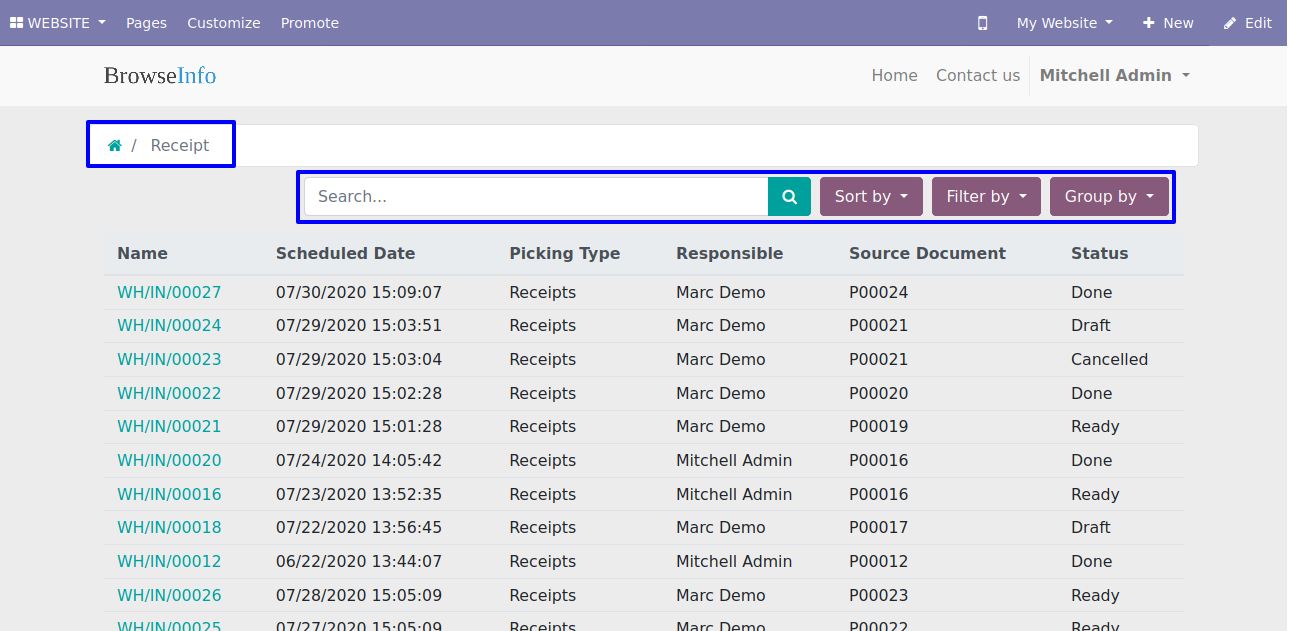 WEBSITE Pages Customize Promote My Website New Edit
BrowseInfo Home Contact us Mitchell Admin
/ Receipt
Search... Sort by Filter by Group by
Name Scheduled Date Picking Type Responsible Source Document Status
WH/IN/00027 07/30/2020 15:09:07 Receipts Marc Demo P00024 Done
WH/IN/00024 07/29/2020 15:03:51 Receipts Marc Demo P00021 Draft
WH/IN/00023 07/29/2020 15:03:04 Receipts Marc Demo P00021 Cancelled
WH/IN/00022 07/29/2020 15:02:28 Receipts Marc Demo P00020 Done
WH/IN/00021 07/29/2020 15:01:28 Receipts Marc Demo P00019 Ready
WH/IN/00020 07/24/2020 14:05:42 Receipts Mitchell Admin P00016 Done
WH/IN/00016 07/23/2020 13:52:35 Receipts Mitchell Admin P00016 Ready
WH/IN/00018 07/22/2020 13:56:45 Receipts Marc Demo P00017 Draft
WH/IN/00012 06/22/2020 13:44:07 Receipts Mitchell Admin P00012 Done
WH/IN/00026 07/28/2020 15:05:09 Receipts Marc Demo P00023 Ready
WH/IN/00025 07/27/2020 15:05:09 Receipts Marc Demo P00022 Ready